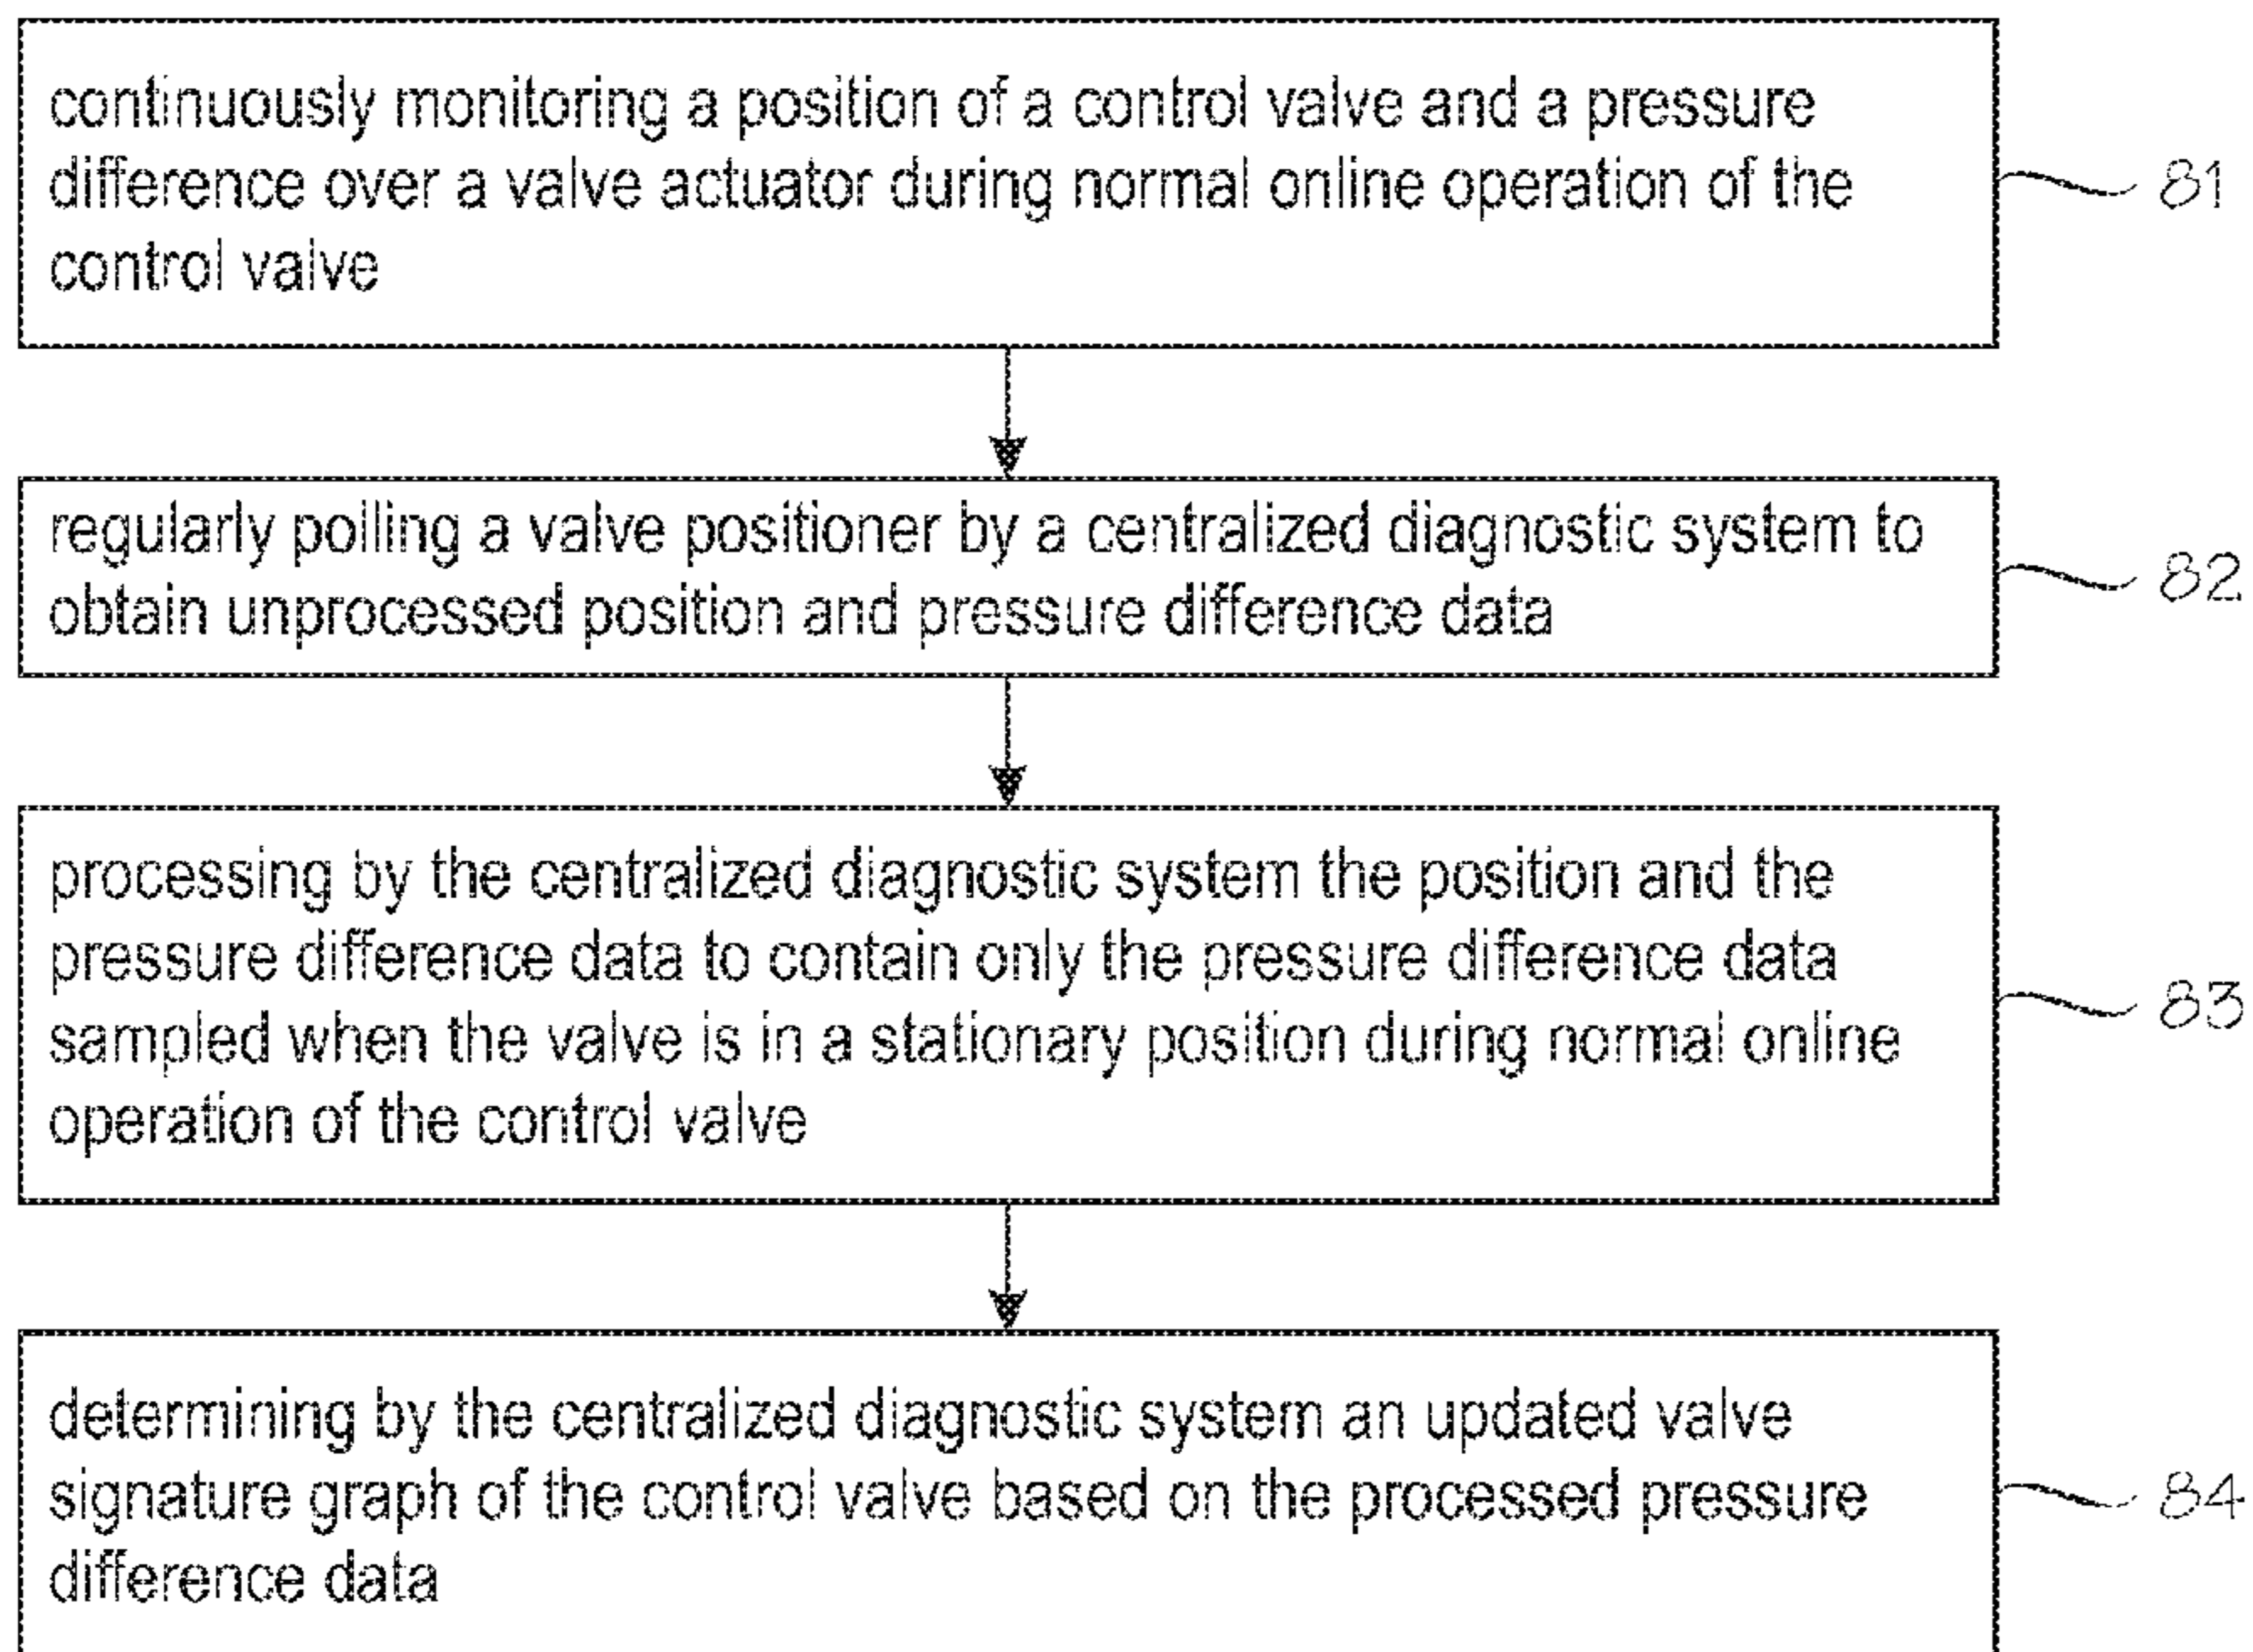 continuously monitoring a position of a control valve and a pressure
difference over a valve actuator during normal online operation of the
control valve
81
regularly polling a valve positioner by a centralized diagnostic system to
obtain unprocessed position and pressure difference data
82
processing by the centralized diagnostic system the position and the
pressure difference data to contain only the pressure difference data
sampled when the valve is in a stationary position during normal online
operation of the control valve
83
determining by the centralized diagnostic system an updated valve
signature graph of the control valve based on the processed pressure
difference data
84